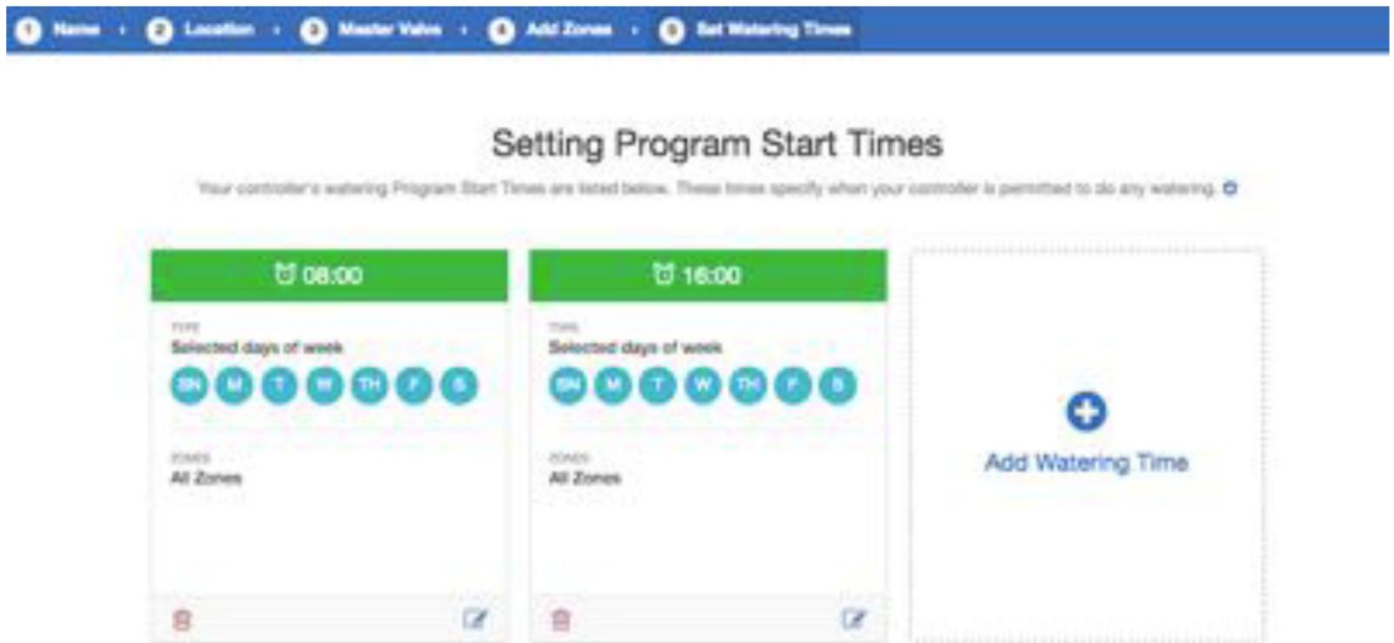 1 Name
2 Location
3 Master Valve
4 Add Zones
5 Set Watering Times
Setting Program Start Times
Your controller's watering Program Start Times are listed below. These times specify when your controller is permitted to do any watering.
08:00
TYPE
Selected days of week
SN M T W TH F S
ZONES
All Zones
16:00
TYPE
Selected days of week
SN M T W TH F S
ZONES
All Zones
Add Watering Time